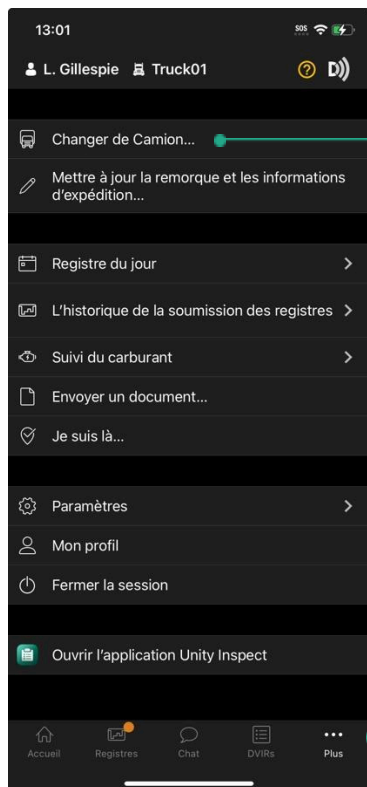 13:01
SOS
L. Gillespie Truck01
? D
Changer de Camion...
Mettre à jour la remorque et les informations
d'expédition...
Registre du jour
L'historique de la soumission des registres
Suivi du carburant
Envoyer un document...
Je suis là...
Paramètres
Mon profil
Fermer la session
Ouvrir l'application Unity Inspect
Accueil Registres Chat DVIRs Plus